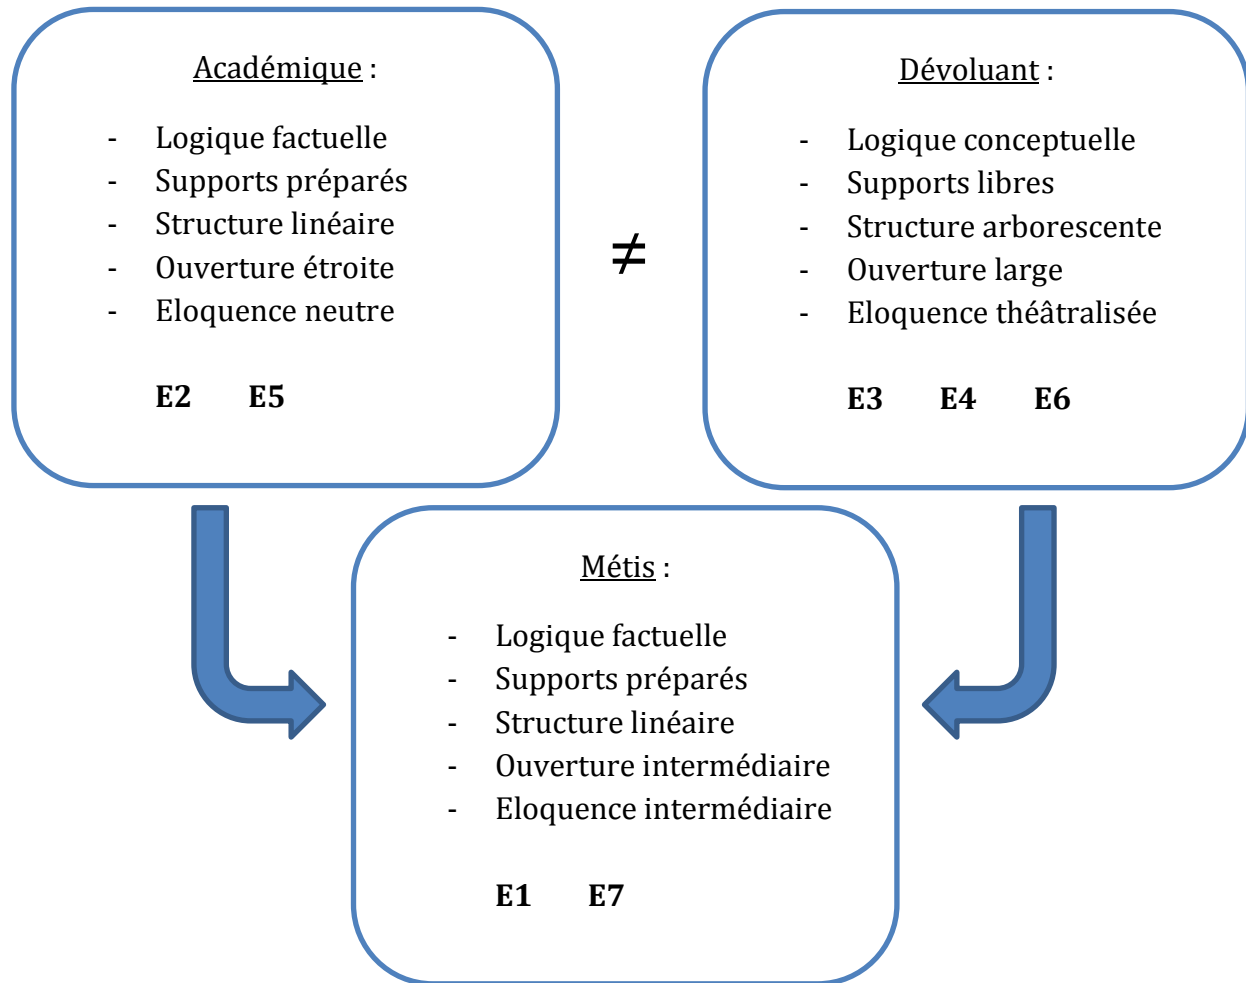 Académique :
- Logique factuelle
- Supports préparés
- Structure linéaire
- Ouverture étroite
- Eloquence neutre
E2 E5
≠
Dévoluant :
- Logique conceptuelle
- Supports libres
- Structure arborescente
- Ouverture large
- Eloquence théâtralisée
E3 E4 E6
Métis :
- Logique factuelle
- Supports préparés
- Structure linéaire
- Ouverture intermédiaire
- Eloquence intermédiaire
E1 E7